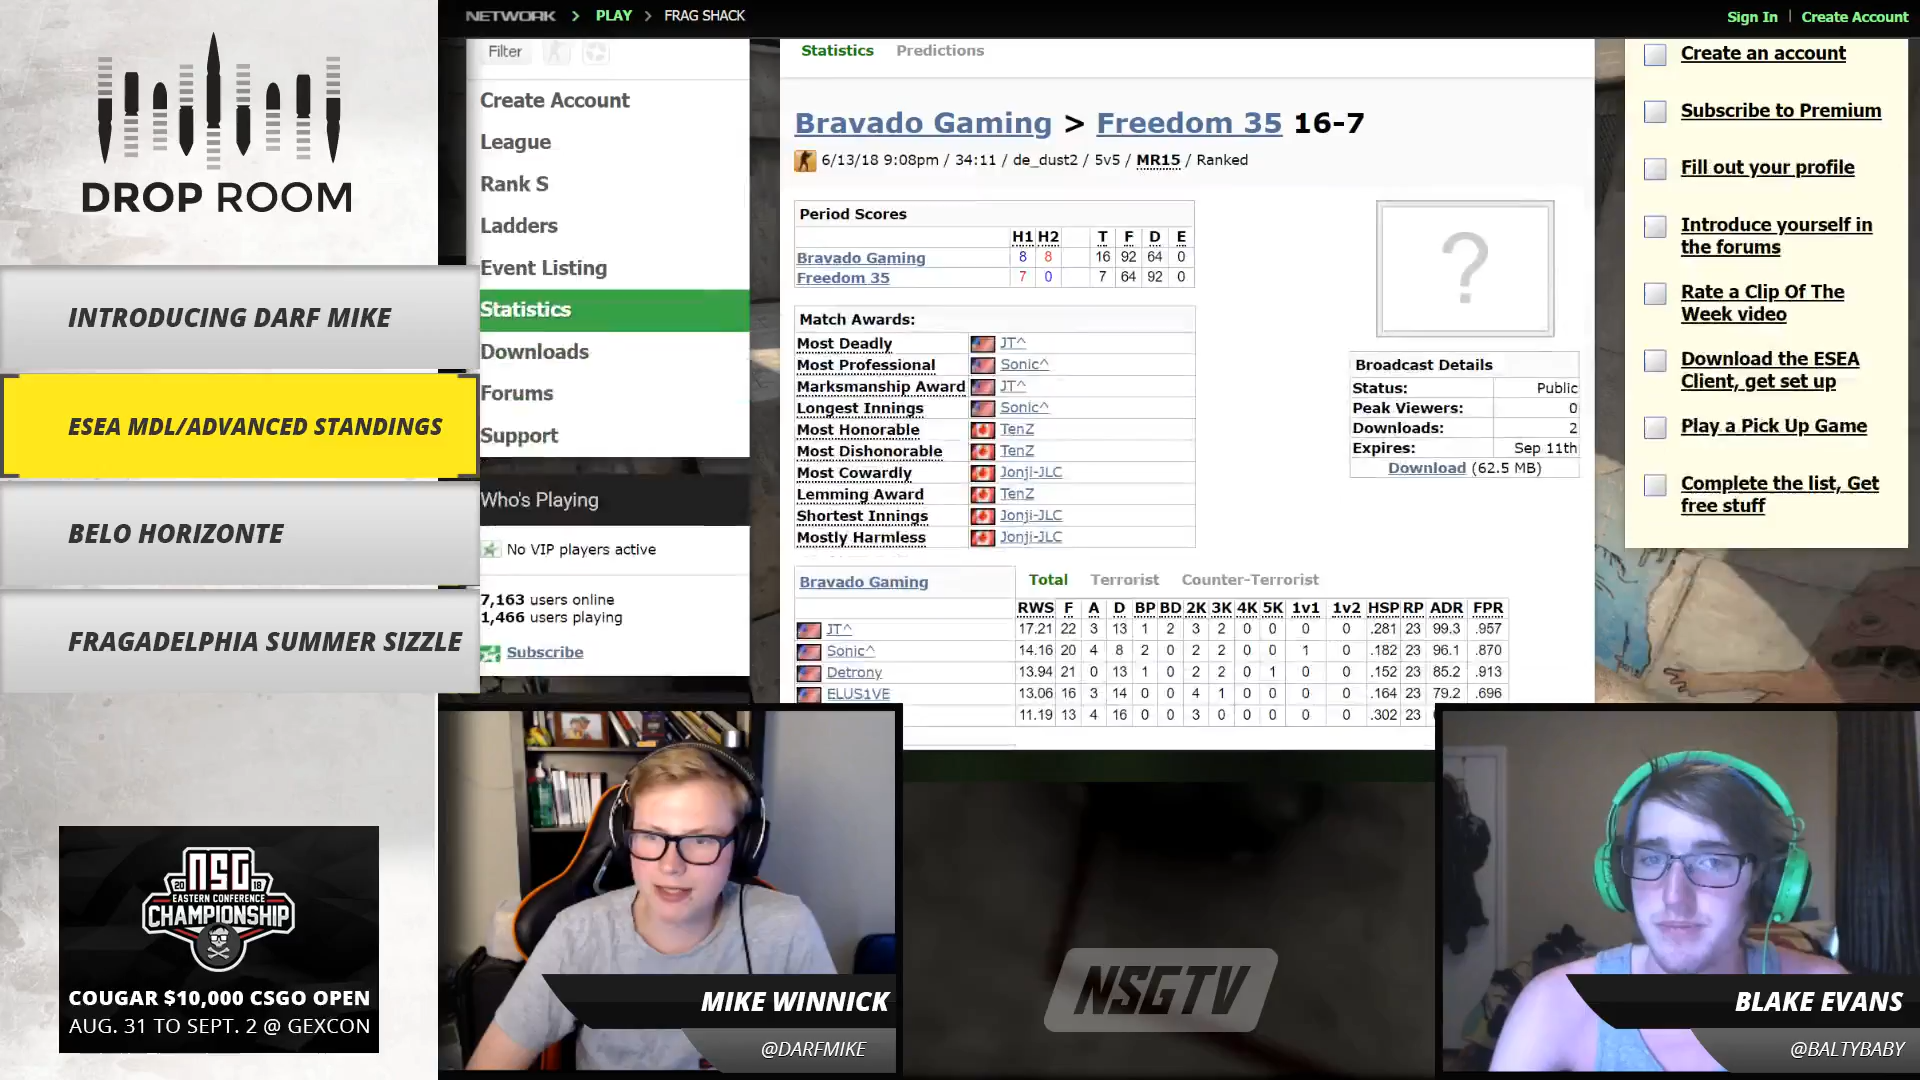 DROP ROOM
INTRODUCING DARF MIKE
ESEA MDL/ADVANCED STANDINGS
BELO HORIZONTE
FRAGADELPHIA SUMMER SIZZLE
NSG
20 18
EASTERN CONFERENCE
CHAMPIONSHIP
COUGAR $10,000 CSGO OPEN
AUG. 31 TO SEPT. 2 @ GEXCON
NETWORK > PLAY > FRAG SHACK
Sign In | Create Account
Filter
Create Account
League
Rank S
Ladders
Event Listing
Statistics
Downloads
Forums
Support
Who's Playing
No VIP players active
7,163 users online
1,466 users playing
Subscribe
Statistics Predictions
Bravado Gaming > Freedom 35 16-7
6/13/18 9:08pm / 34:11 / de_dust2 / 5v5 / MR15 / Ranked
Period Scores
H1 H2 T F D E
Bravado Gaming 8 8 16 92 64 0
Freedom 35 7 0 7 64 92 0
Match Awards:
Most Deadly JT^
Most Professional Sonic^
Marksmanship Award JT^
Longest Innings Sonic^
Most Honorable TenZ
Most Dishonorable TenZ
Most Cowardly Jonji-JLC
Lemming Award TenZ
Shortest Innings Jonji-JLC
Mostly Harmless Jonji-JLC
?
Broadcast Details
Status: Public
Peak Viewers: 0
Downloads: 2
Expires: Sep 11th
Download (62.5 MB)
Bravado Gaming Total Terrorist Counter-Terrorist
RWS F A D BP BD 2K 3K 4K 5K 1v1 1v2 HSP RP ADR FPR
JT^ 17.21 22 3 13 1 2 3 2 0 0 0 0 .281 23 99.3 .957
Sonic^ 14.16 20 4 8 2 0 2 2 0 0 1 0 .182 23 96.1 .870
Detrony 13.94 21 0 13 1 0 2 2 0 1 0 0 .152 23 85.2 .913
ELUS1VE 13.06 16 3 14 0 0 4 1 0 0 0 0 .164 23 79.2 .696
11.19 13 4 16 0 0 3 0 0 0 0 0 .302 23
Create an account
Subscribe to Premium
Fill out your profile
Introduce yourself in
the forums
Rate a Clip Of The
Week video
Download the ESEA
Client, get set up
Play a Pick Up Game
Complete the list, Get
free stuff
MIKE WINNICK
@DARFMIKE
NSGTV
BLAKE EVANS
@BALTYBABY